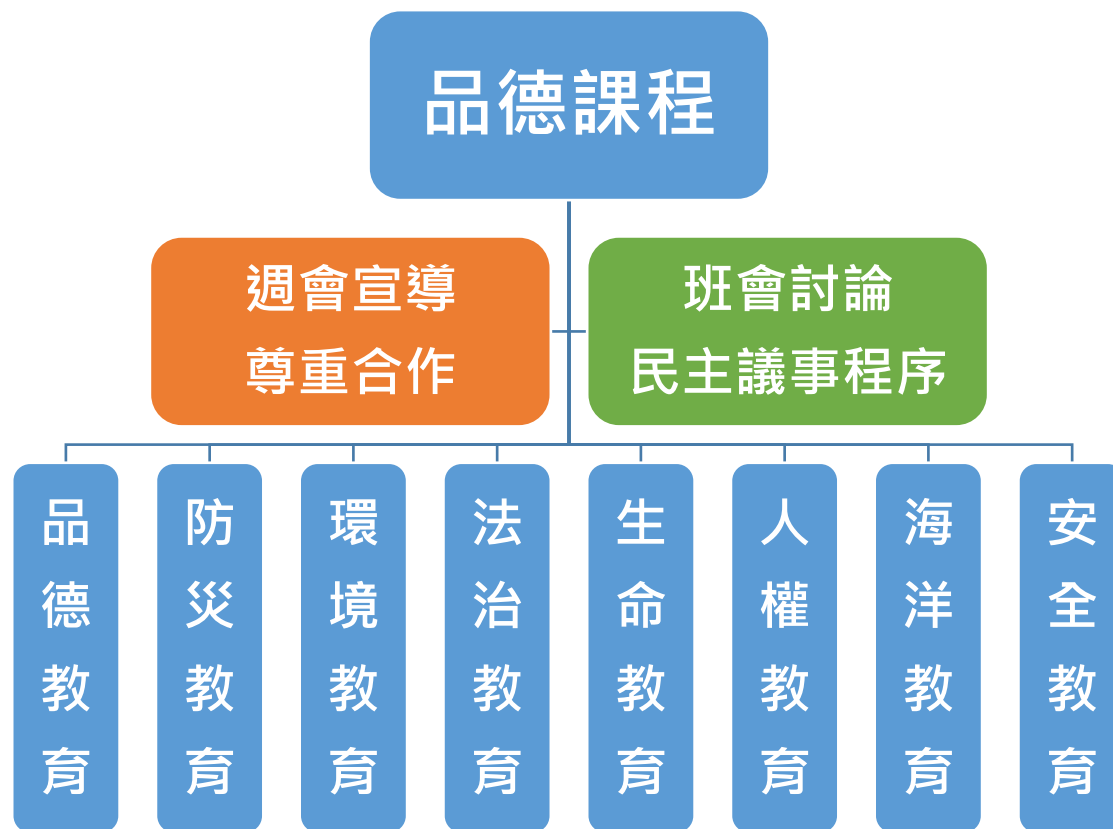 品德課程
週會宣導
尊重合作
班會討論
民主議事程序
品德教育
防災教育
環境教育
法治教育
生命教育
人權教育
海洋教育
安全教育